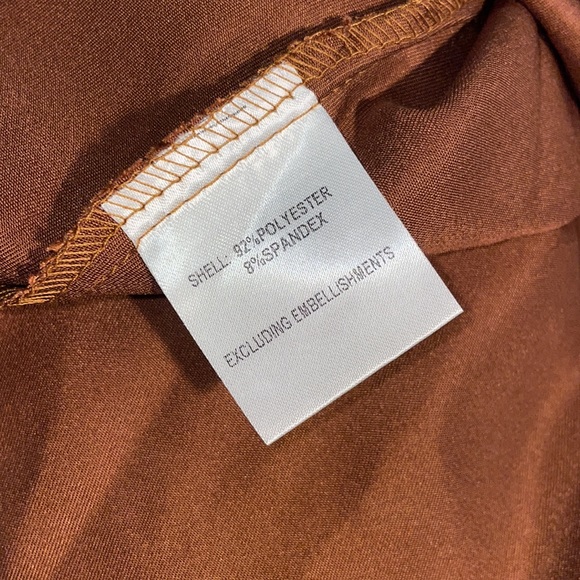 SHELL: 92%POLYESTER
8%SPANDEX
EXCLUDING EMBELLISHMENTS